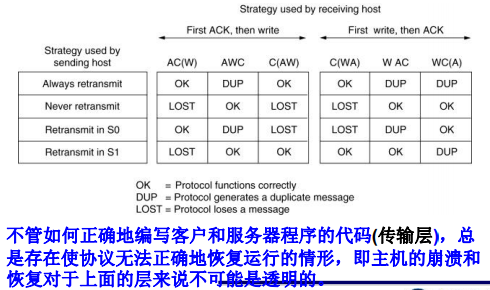 Strategy used by receiving host
First ACK, then write First write, then ACK
Strategy used by sending host AC(W) AWC C(AW) C(WA) W AC WC(A)
Always retransmit OK DUP OK OK DUP DUP
Never retransmit LOST OK LOST LOST OK OK
Retransmit in S0 OK DUP LOST LOST DUP OK
Retransmit in S1 LOST OK OK OK OK DUP
OK = Protocol functions correctly
DUP = Protocol generates a duplicate message
LOST = Protocol loses a message
不管如何正确地编写客户和服务器程序的代码(传输层)，总
是存在使协议无法正确地恢复运行的情形，即主机的崩溃和
恢复对于上面的层来说不可能是透明的。